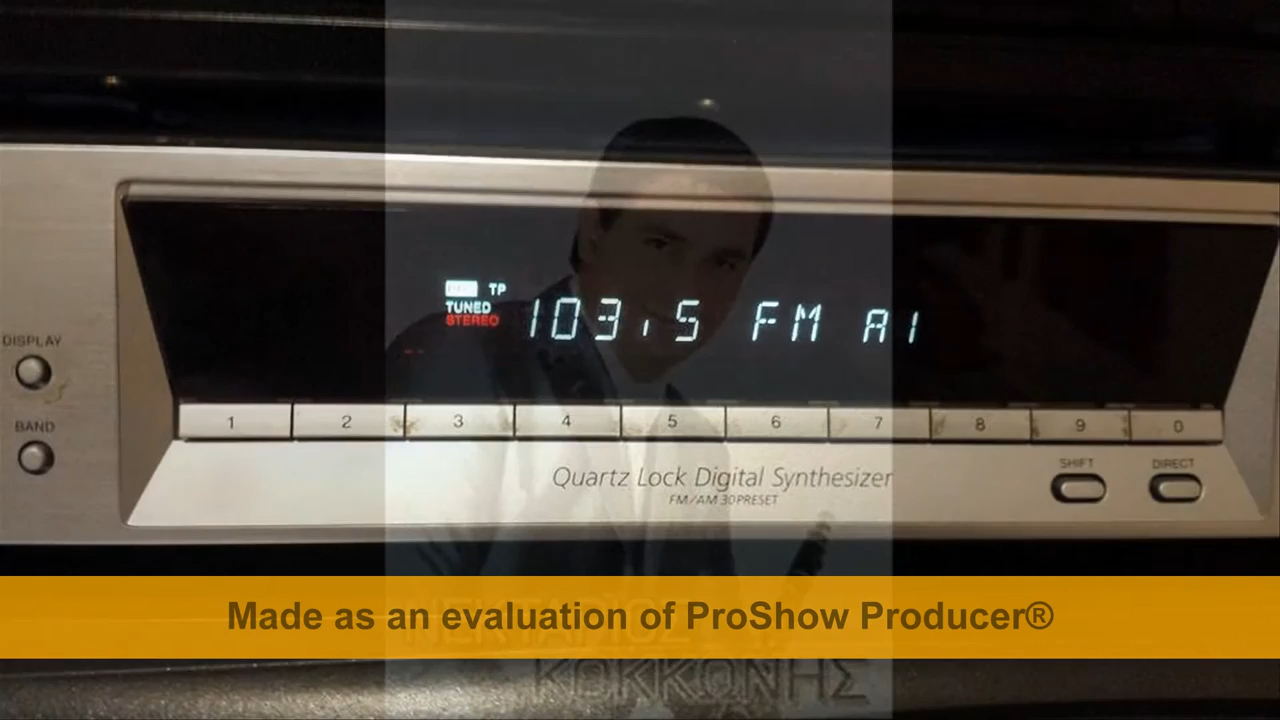 TP
TUNED
STEREO
103.5 FM A1
DISPLAY
BAND
1 2 3 4 5 6 7 8 9 0
SHIFT DIRECT
Quartz Lock Digital Synthesizer
FM/AM 30 PRESET
Made as an evaluation of ProShow Producer®
ΝΕΚΤΑΡΙΟΣ
ΚΟΚΚΩΝΗΣ